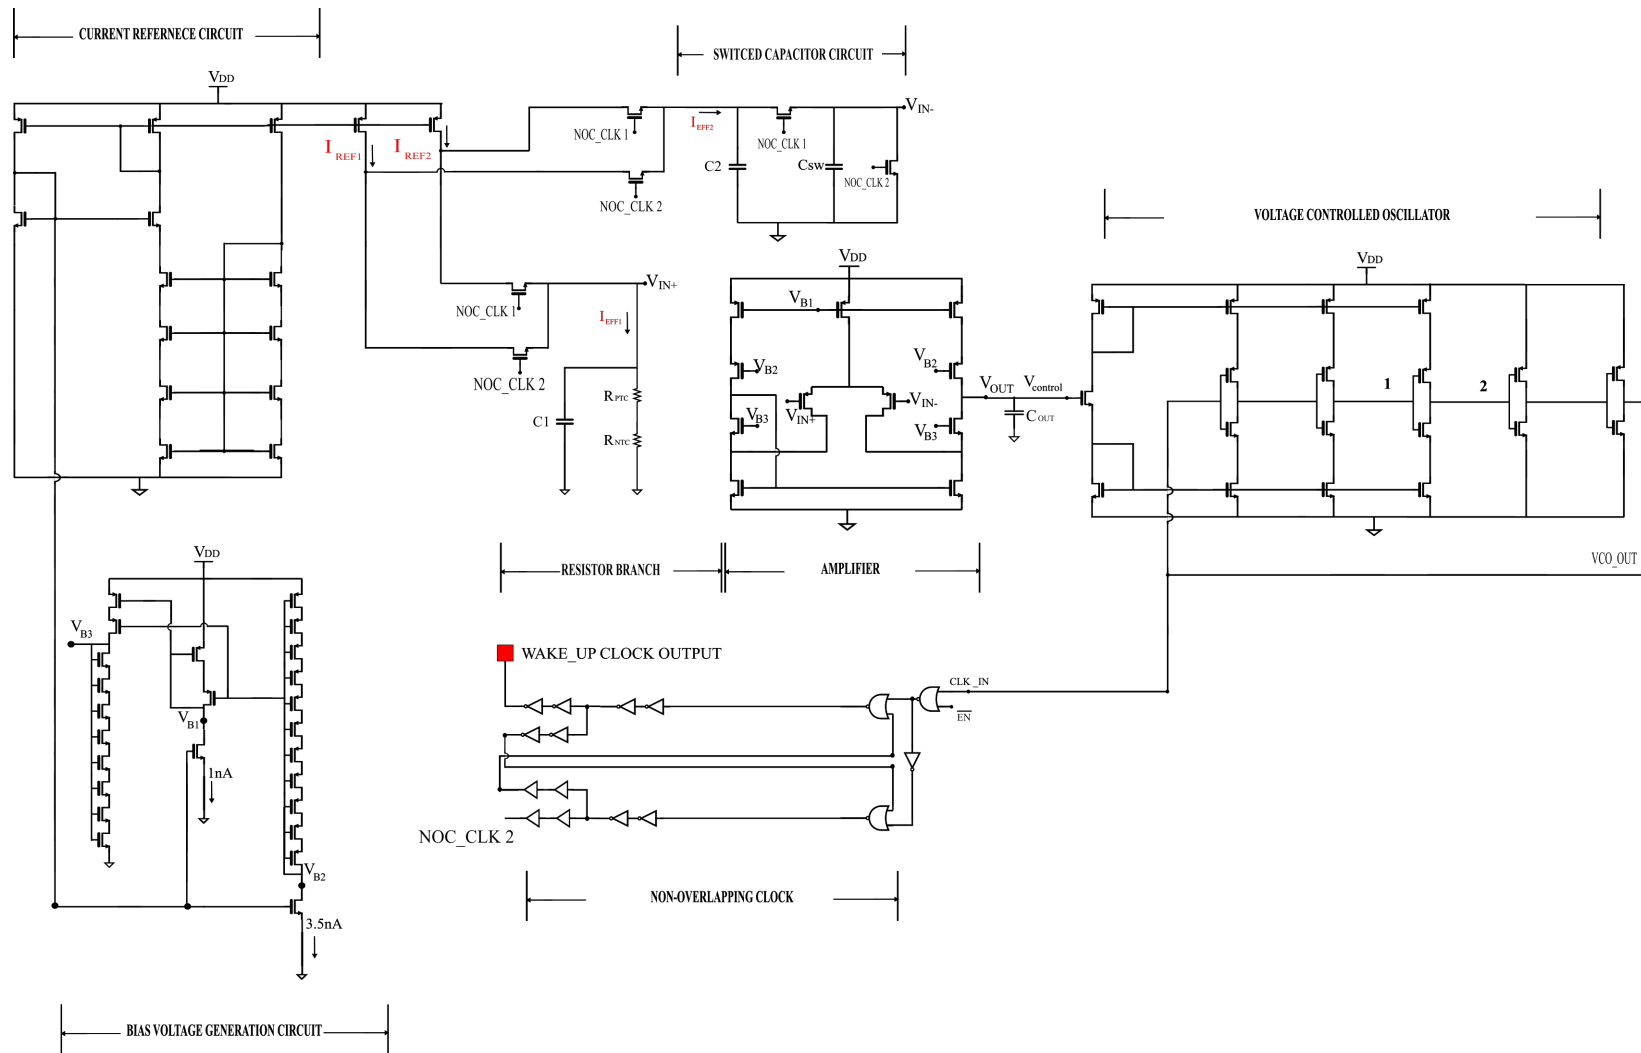 CURRENT REFERNECE CIRCUIT
SWITCED CAPACITOR CIRCUIT
VDD
VIN-
NOC_CLK 1
IEFF2
NOC_CLK 1
IREF1
IREF2
C2
Csw
NOC_CLK 2
NOC_CLK 2
VOLTAGE CONTROLLED OSCILLATOR
VDD
VDD
VIN+
NOC_CLK 1
IEFF1
VB1
VB2
VB2
NOC_CLK 2
VOUT
Vcontrol
1
2
RPTC
VIN+
VIN-
C1
VB3
VB3
COUT
RNTC
VDD
VCO_OUT
RESISTOR BRANCH
AMPLIFIER
VB3
WAKE_UP CLOCK OUTPUT
CLK_IN
EN
VB1
1nA
NOC_CLK 2
VB2
NON-OVERLAPPING CLOCK
3.5nA
BIAS VOLTAGE GENERATION CIRCUIT